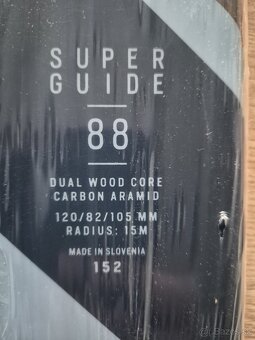 SUPER
GUIDE
88
DUAL WOOD CORE
CARBON ARAMID
120/82/105 MM
RADIUS: 15M
MADE IN SLOVENIA
152